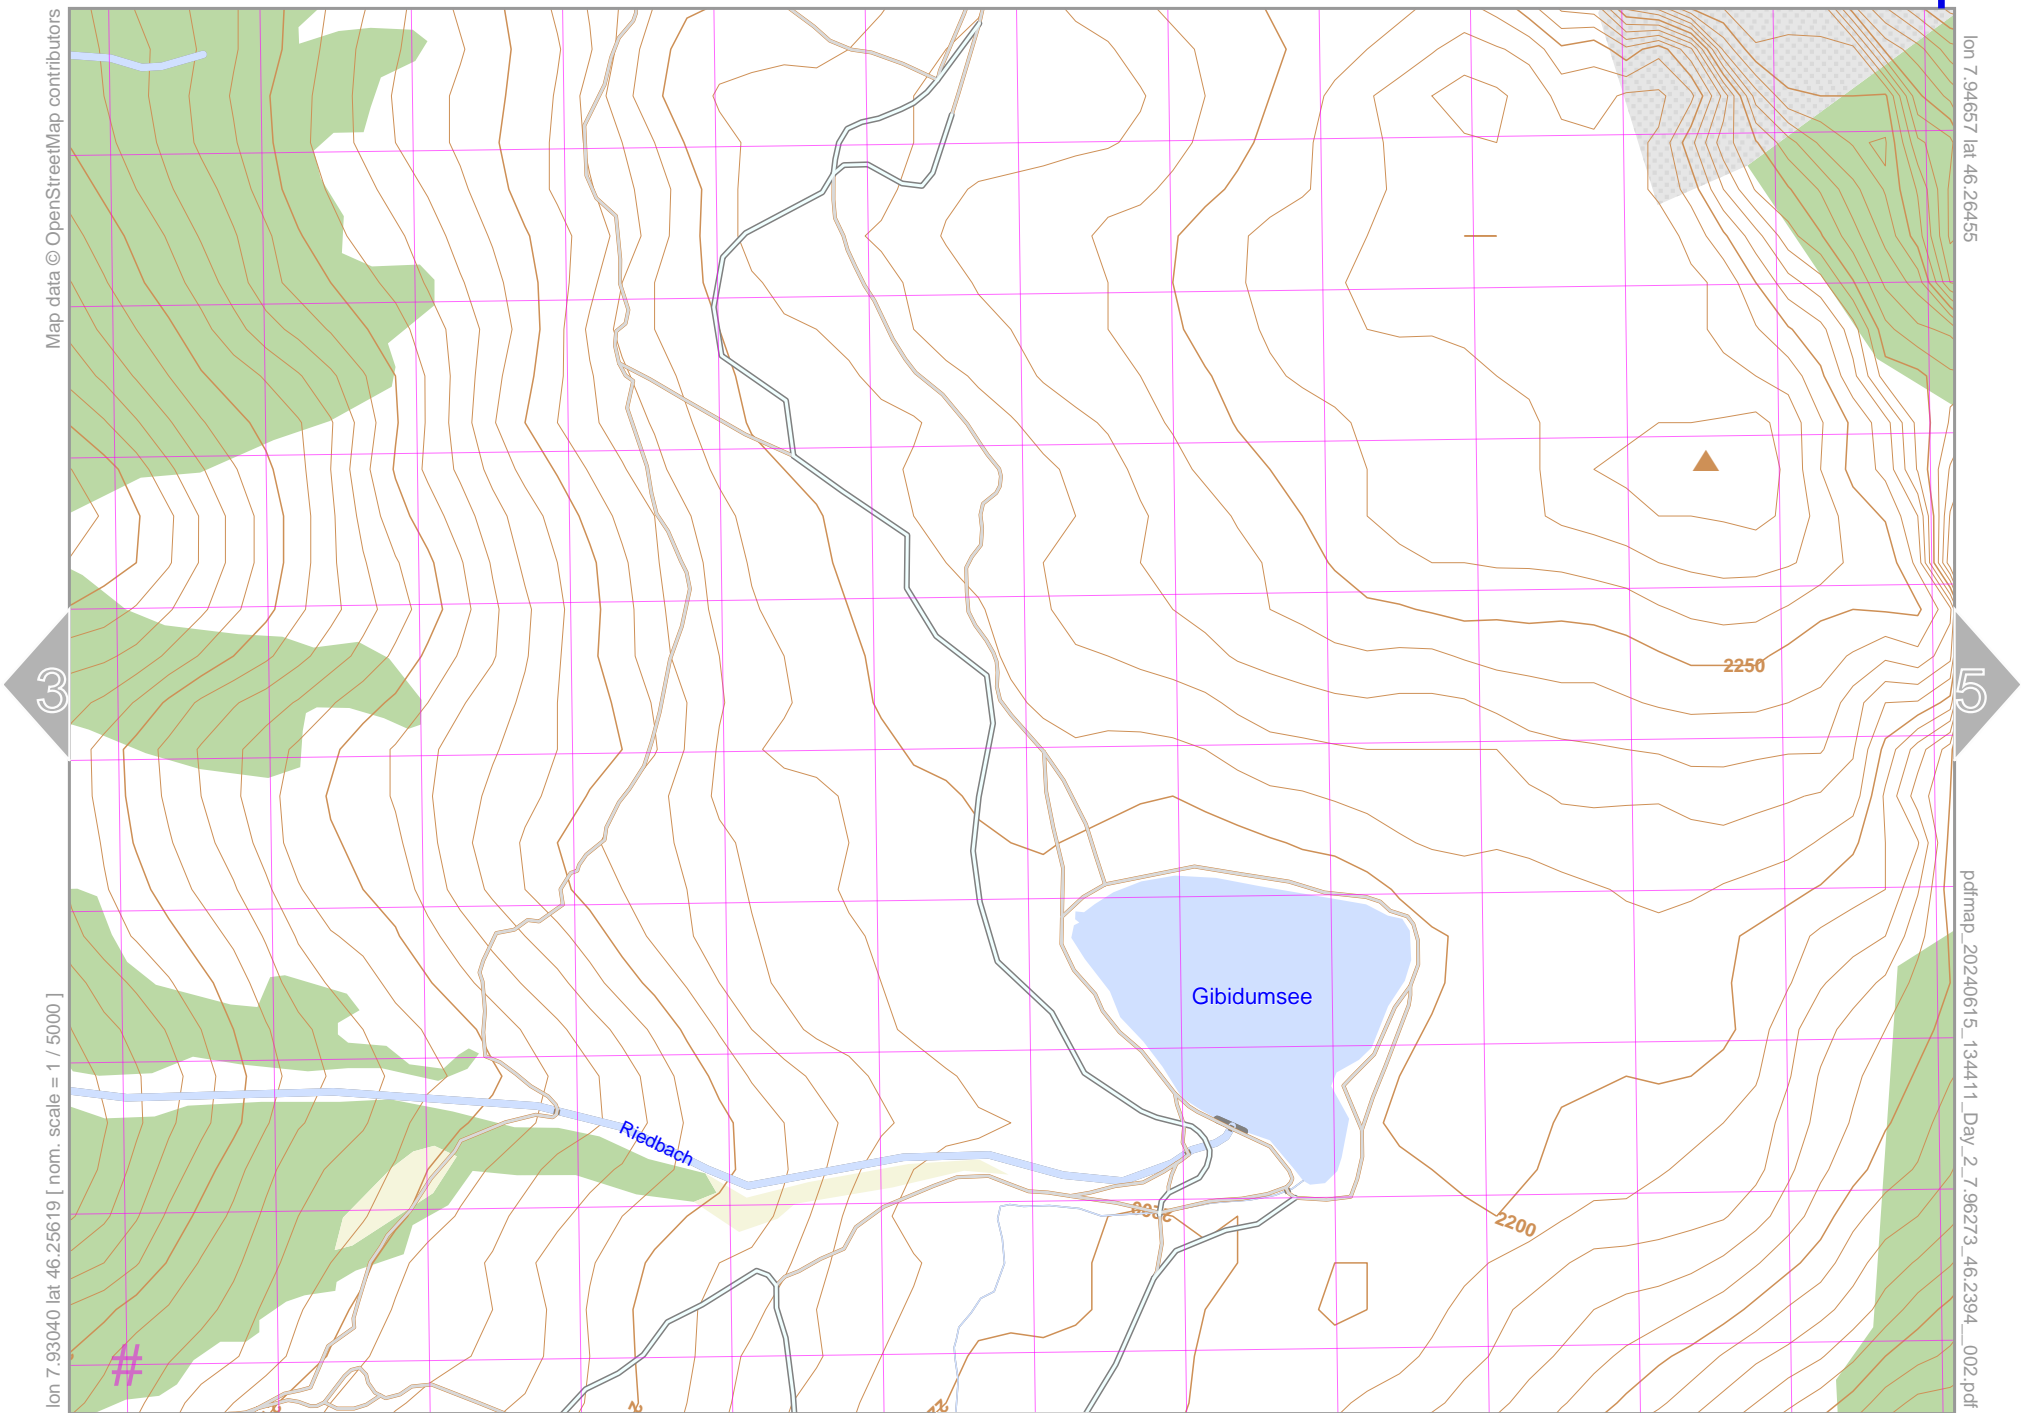 Map data © OpenStreetMap contributors
lon 7.93040 lat 46.25619 [ nom. scale = 1 / 5000 ]
3
5
lon 7.94657 lat 46.26455
pdfmap_20240615_134411_Day_2_7.96273_46.2394__002.pdf
2250
Gibidumsee
Riedbach
2200
#